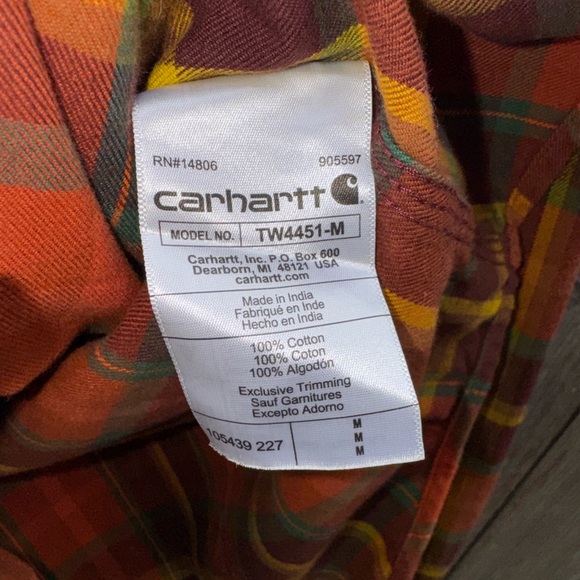 RN#14806 905597
carhartt
MODEL NO. TW4451-M
Carhartt, Inc. P.O. Box 600
Dearborn, MI 48121 USA
carhartt.com
Made in India
Fabriqué en Inde
Hecho en India
100% Cotton
100% Coton
100% Algodón
Exclusive Trimming
Sauf Garnitures
Excepto Adorno
105439 227
M
M
M